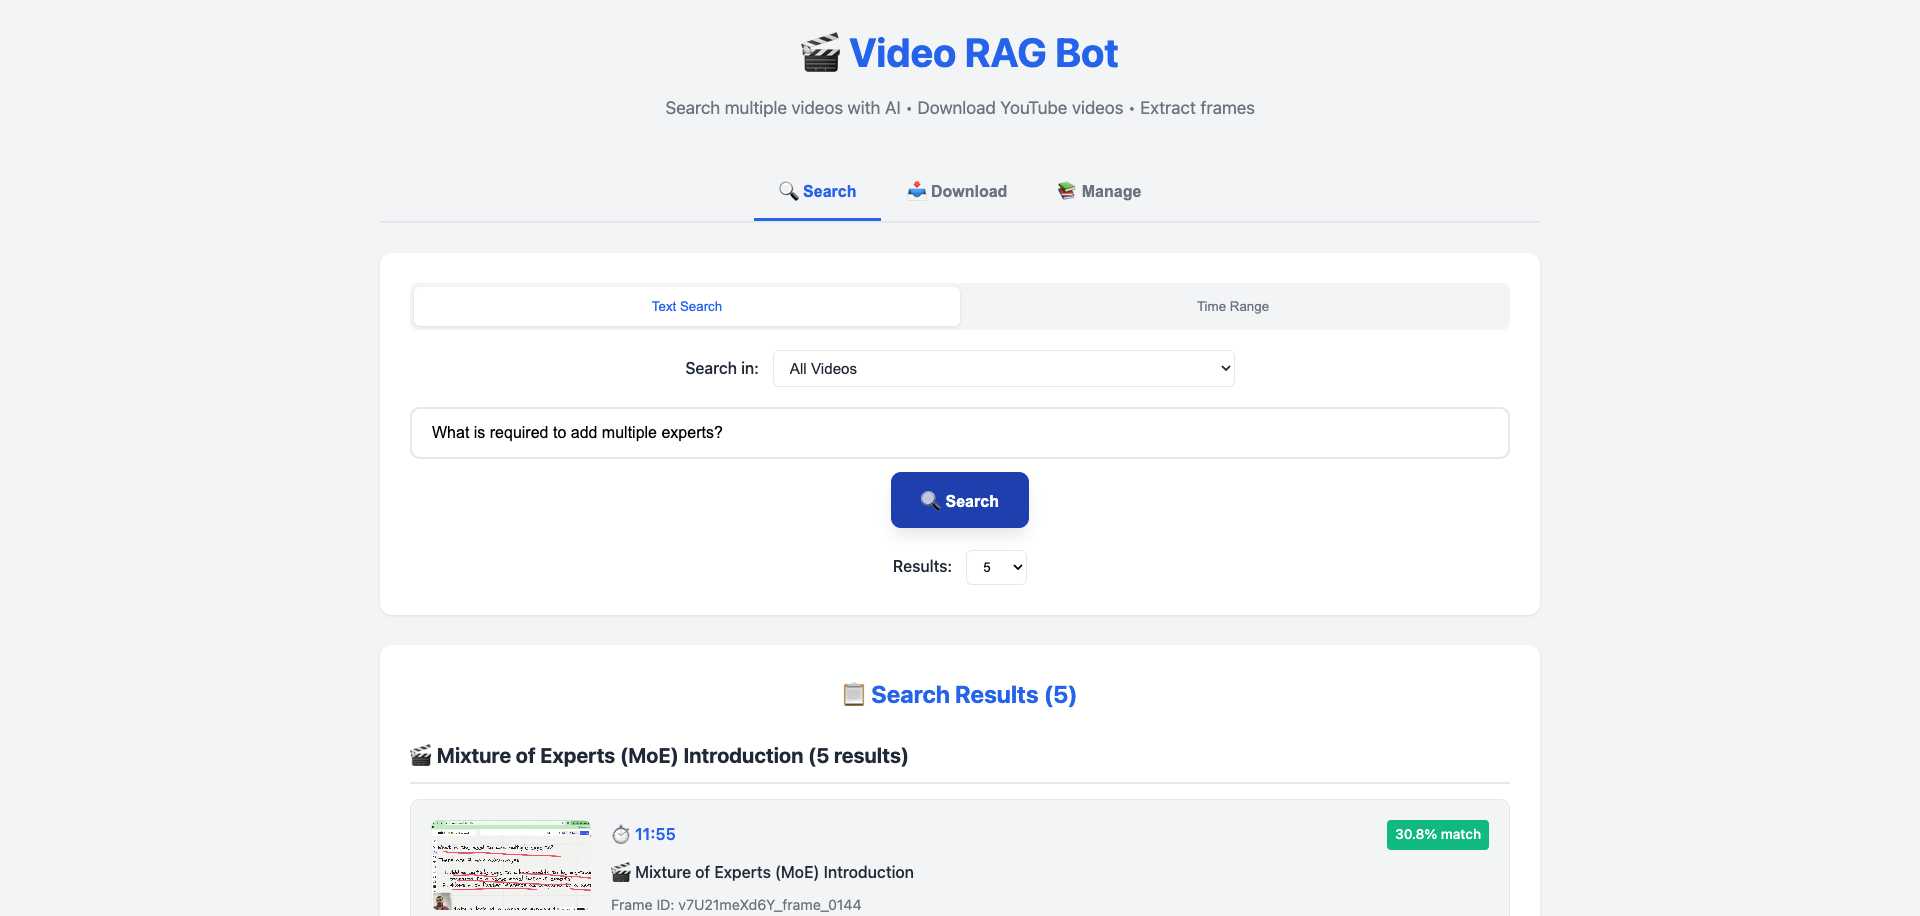 Video RAG Bot
Search multiple videos with AI • Download YouTube videos • Extract frames
Search
Download
Manage
Text Search
Time Range
Search in:
All Videos
What is required to add multiple experts?
Search
Results:
5
Search Results (5)
Mixture of Experts (MoE) Introduction (5 results)
11:55
30.8% match
Mixture of Experts (MoE) Introduction
Frame ID: v7U21meXd6Y_frame_0144